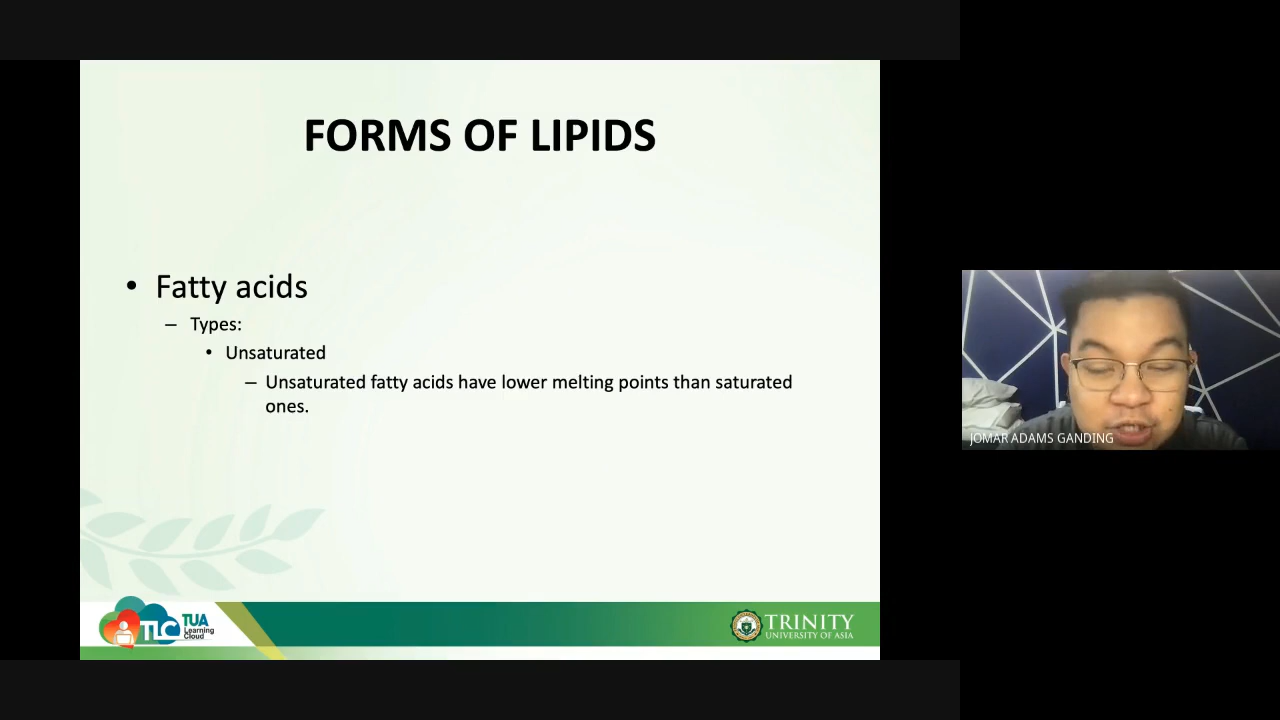 FORMS OF LIPIDS
• Fatty acids
– Types:
• Unsaturated
– Unsaturated fatty acids have lower melting points than saturated
ones.
JOMAR ADAMS GANDING
TLC
TUA
Learning
Cloud
TRINITY
UNIVERSITY OF ASIA